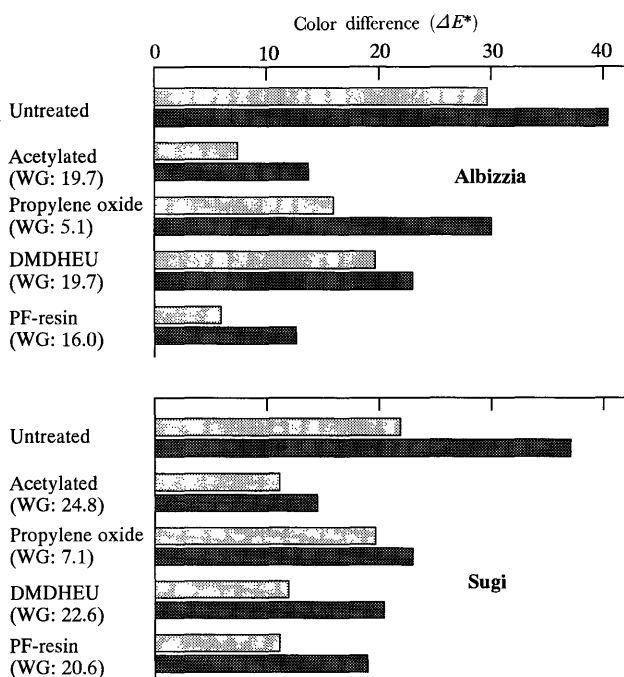 Color difference (ΔE*)
0 10 20 30 40
Untreated
Acetylated
(WG: 19.7)
Albizzia
Propylene oxide
(WG: 5.1)
DMDHEU
(WG: 19.7)
PF-resin
(WG: 16.0)
Untreated
Acetylated
(WG: 24.8)
Propylene oxide
(WG: 7.1)
Sugi
DMDHEU
(WG: 22.6)
PF-resin
(WG: 20.6)